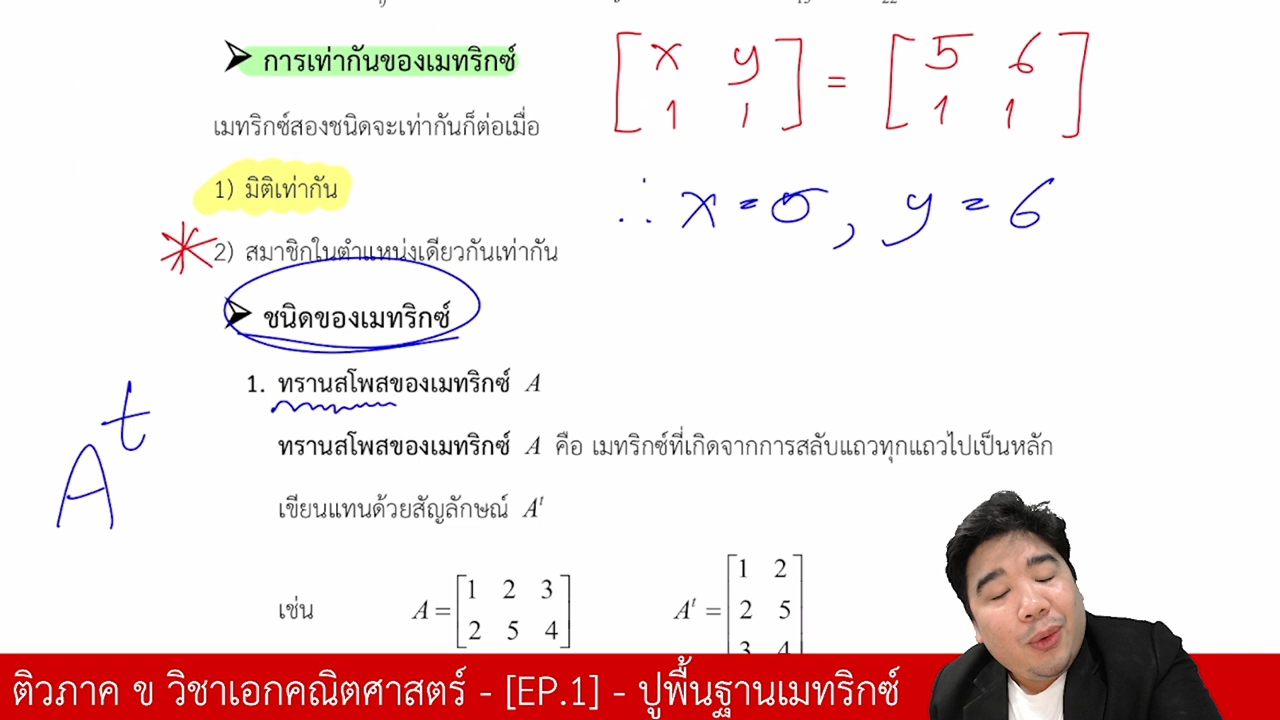 ➤ การเท่ากันของเมทริกซ์
[x y] = [5 6]
[1 1] [1 1]
เมทริกซ์สองชนิดจะเท่ากันก็ต่อเมื่อ
1) มิติเท่ากัน
∴ x = 5, y = 6
2) สมาชิกในตำแหน่งเดียวกันเท่ากัน
➤ ชนิดของเมทริกซ์
1. ทรานสโพสของเมทริกซ์ A
A^t
ทรานสโพสของเมทริกซ์ A คือ เมทริกซ์ที่เกิดจากการสลับแถวทุกแถวไปเป็นหลัก
เขียนแทนด้วยสัญลักษณ์ A^t
เช่น A = [1 2 3] A^t = [1 2]
[2 5 4] [2 5]
[3 4]
ติวภาค ข วิชาเอกคณิตศาสตร์ - [EP.1] - ปูพื้นฐานเมทริกซ์